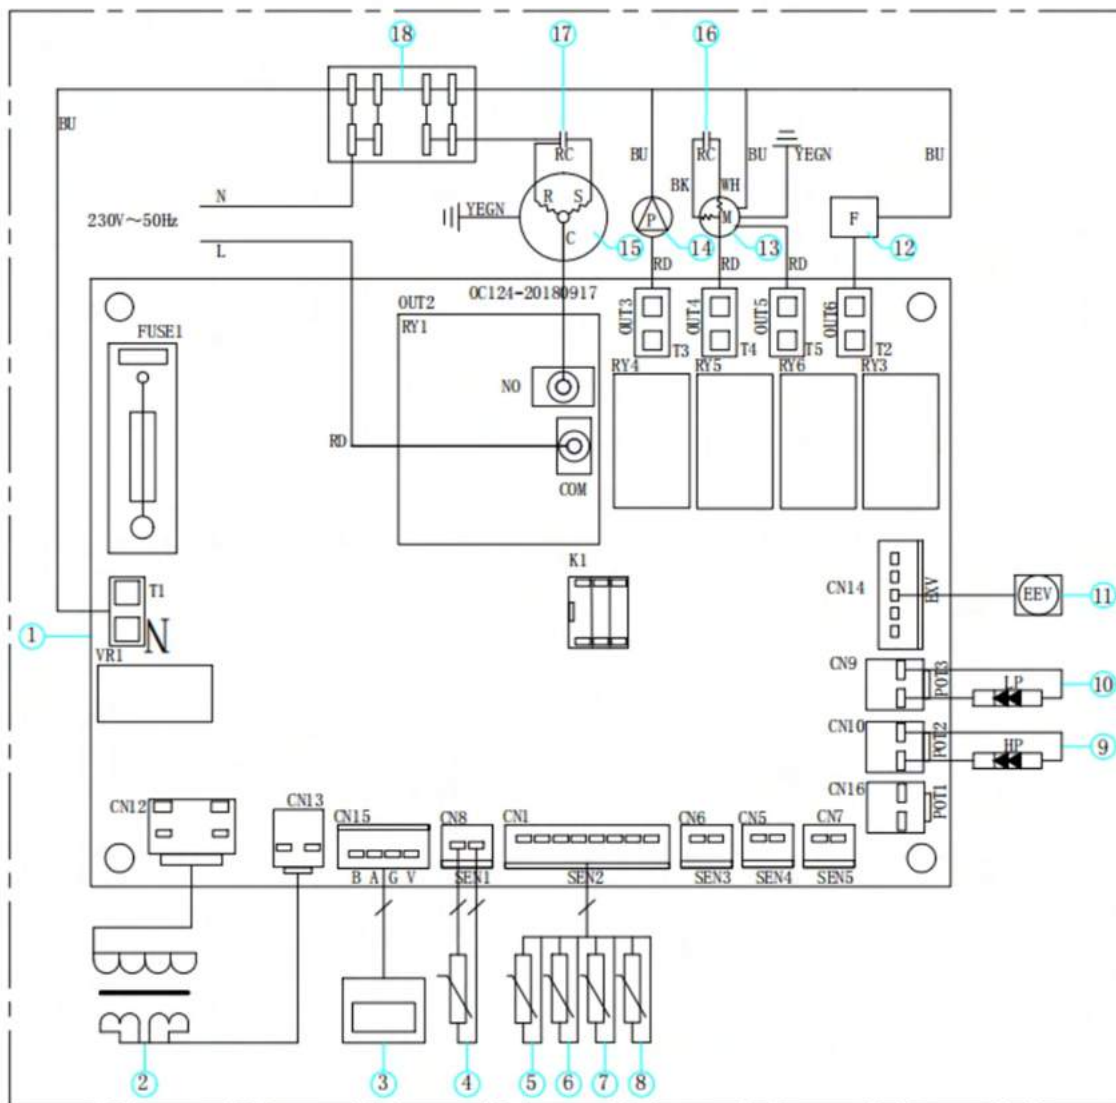 18 17 16
BU
RC BU RC BU YEGN BU
BK WH
N
230V~50Hz
YEGN
R S
C
P M F
L
15 14 13 12
RD RD RD
OC124-20180917
OUT2
RY1
OUT3 OUT4 OUT5 OUT6
T3 T4 T5 T2
FUSE1
RY4 RY5 RY6 RY3
NO
RD
COM
K1
CN14
EXV
EEV
11
T1
N
1
VR1
CN9
POT3
LP
10
CN10
POT2
HP
9
CN16
POT1
CN12
CN13
CN15
CN8
CN1
CN6
CN5
CN7
B A G V
SEN1
SEN2
SEN3
SEN4
SEN5
2 3 4 5 6 7 8